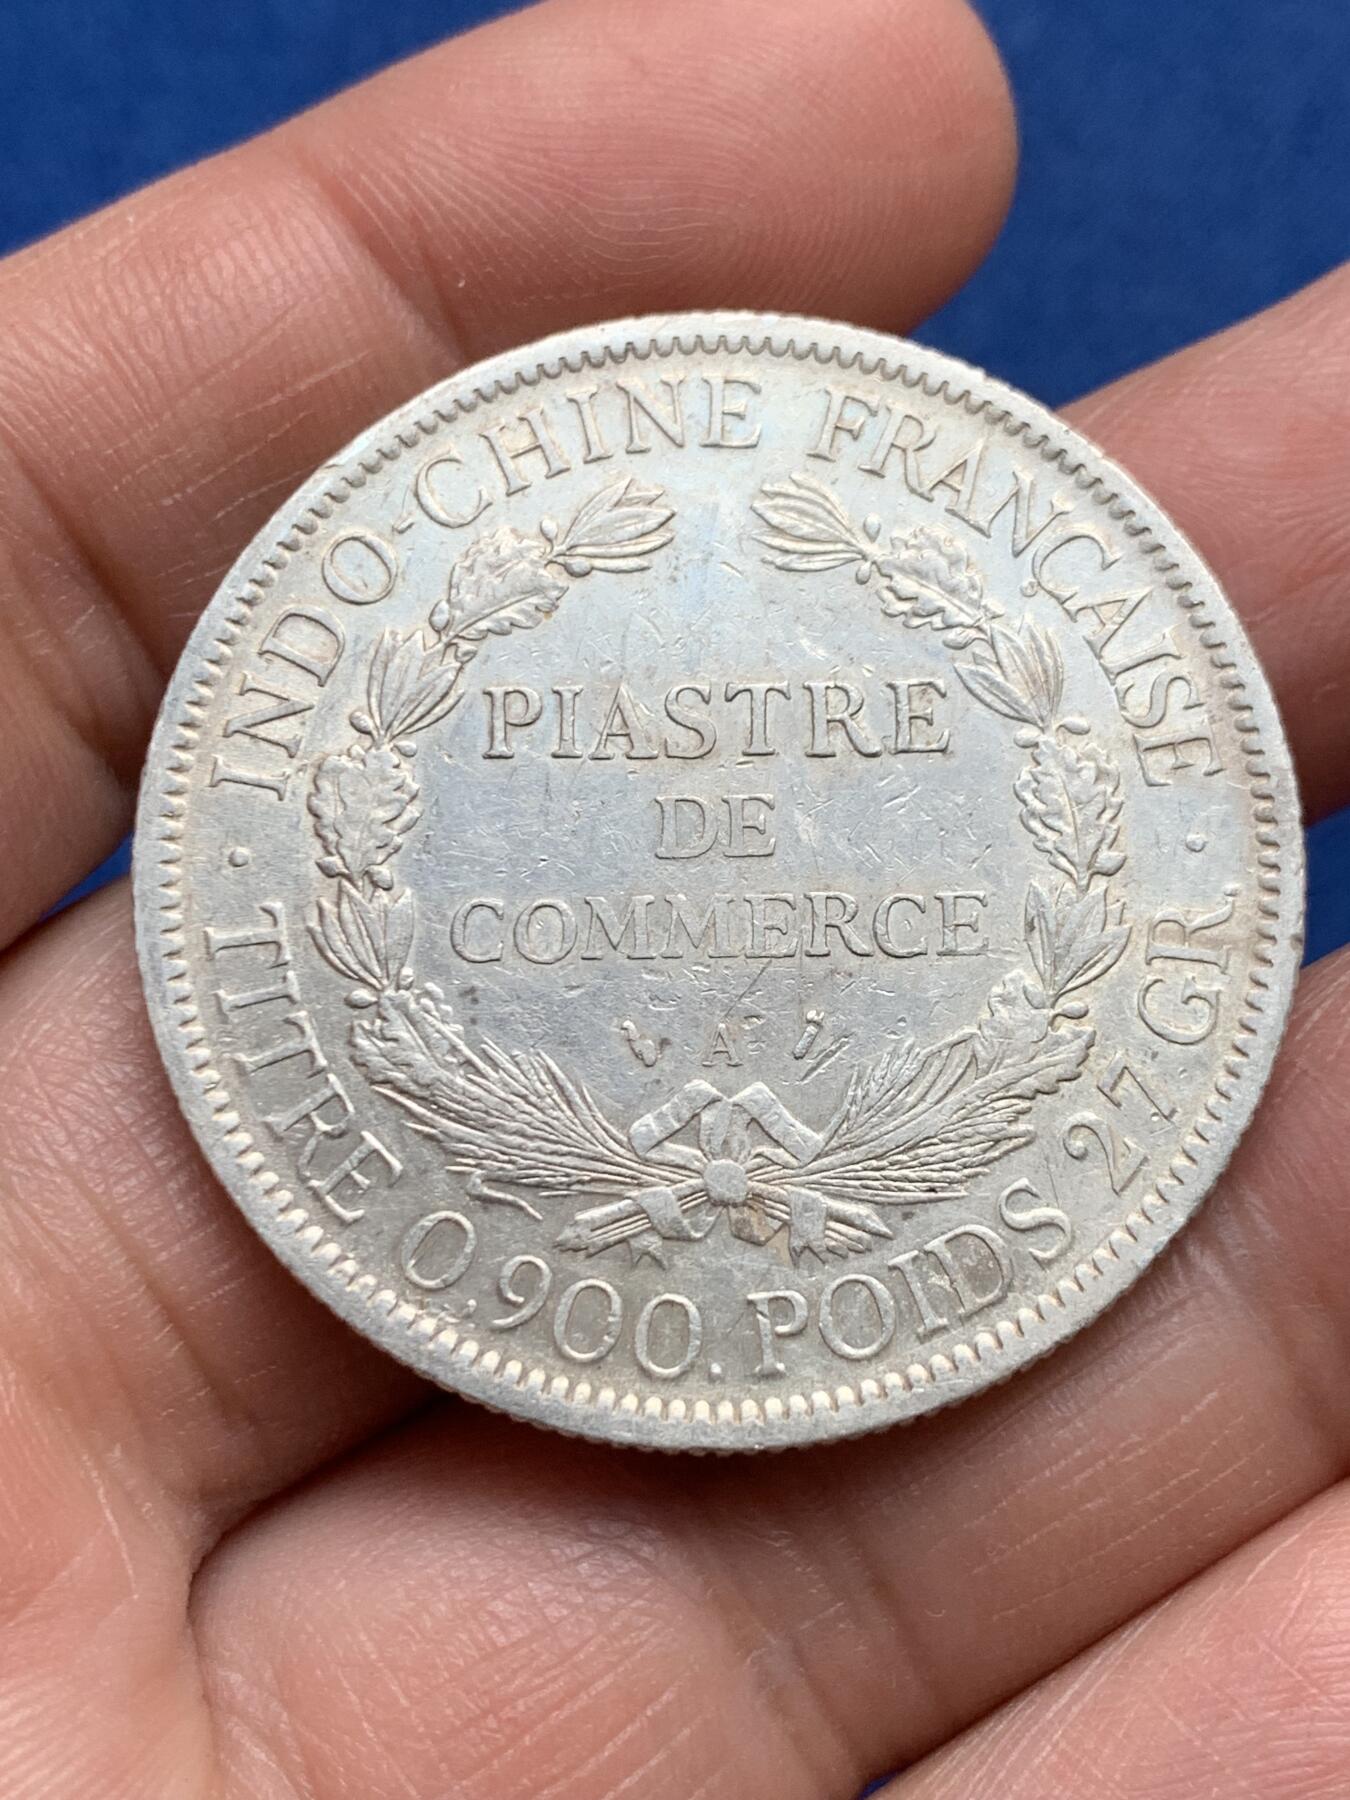 INDO-CHINE FRANÇAISE
PIASTRE
DE
COMMERCE
A
· TITRE 0.900. POIDS 27 GR. ·